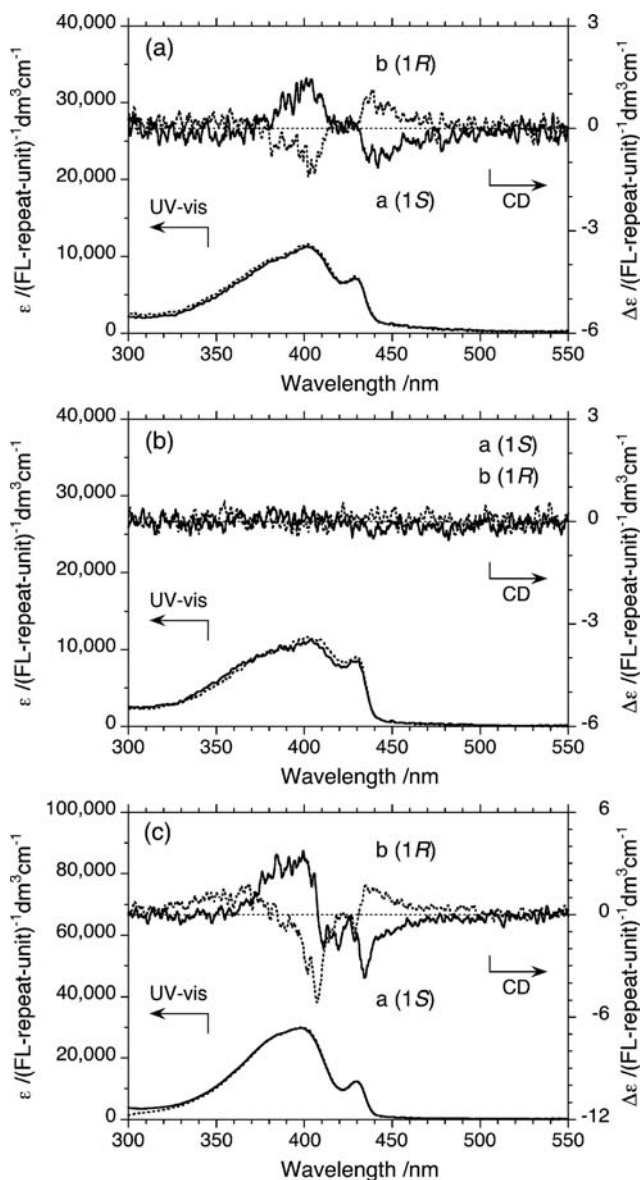 (a)
40,000
30,000
20,000
10,000
0
3
0
-3
-6
b (1R)
a (1S)
UV-vis
CD
300 350 400 450 500 550
Wavelength /nm
ε /(FL-repeat-unit)⁻¹dm³cm⁻¹
Δε /(FL-repeat-unit)⁻¹dm³cm⁻¹
(b)
40,000
30,000
20,000
10,000
0
3
0
-3
-6
a (1S)
b (1R)
UV-vis
CD
300 350 400 450 500 550
Wavelength /nm
ε /(FL-repeat-unit)⁻¹dm³cm⁻¹
Δε /(FL-repeat-unit)⁻¹dm³cm⁻¹
(c)
100,000
80,000
60,000
40,000
20,000
0
6
0
-6
-12
b (1R)
a (1S)
UV-vis
CD
300 350 400 450 500 550
Wavelength /nm
ε /(FL-repeat-unit)⁻¹dm³cm⁻¹
Δε /(FL-repeat-unit)⁻¹dm³cm⁻¹